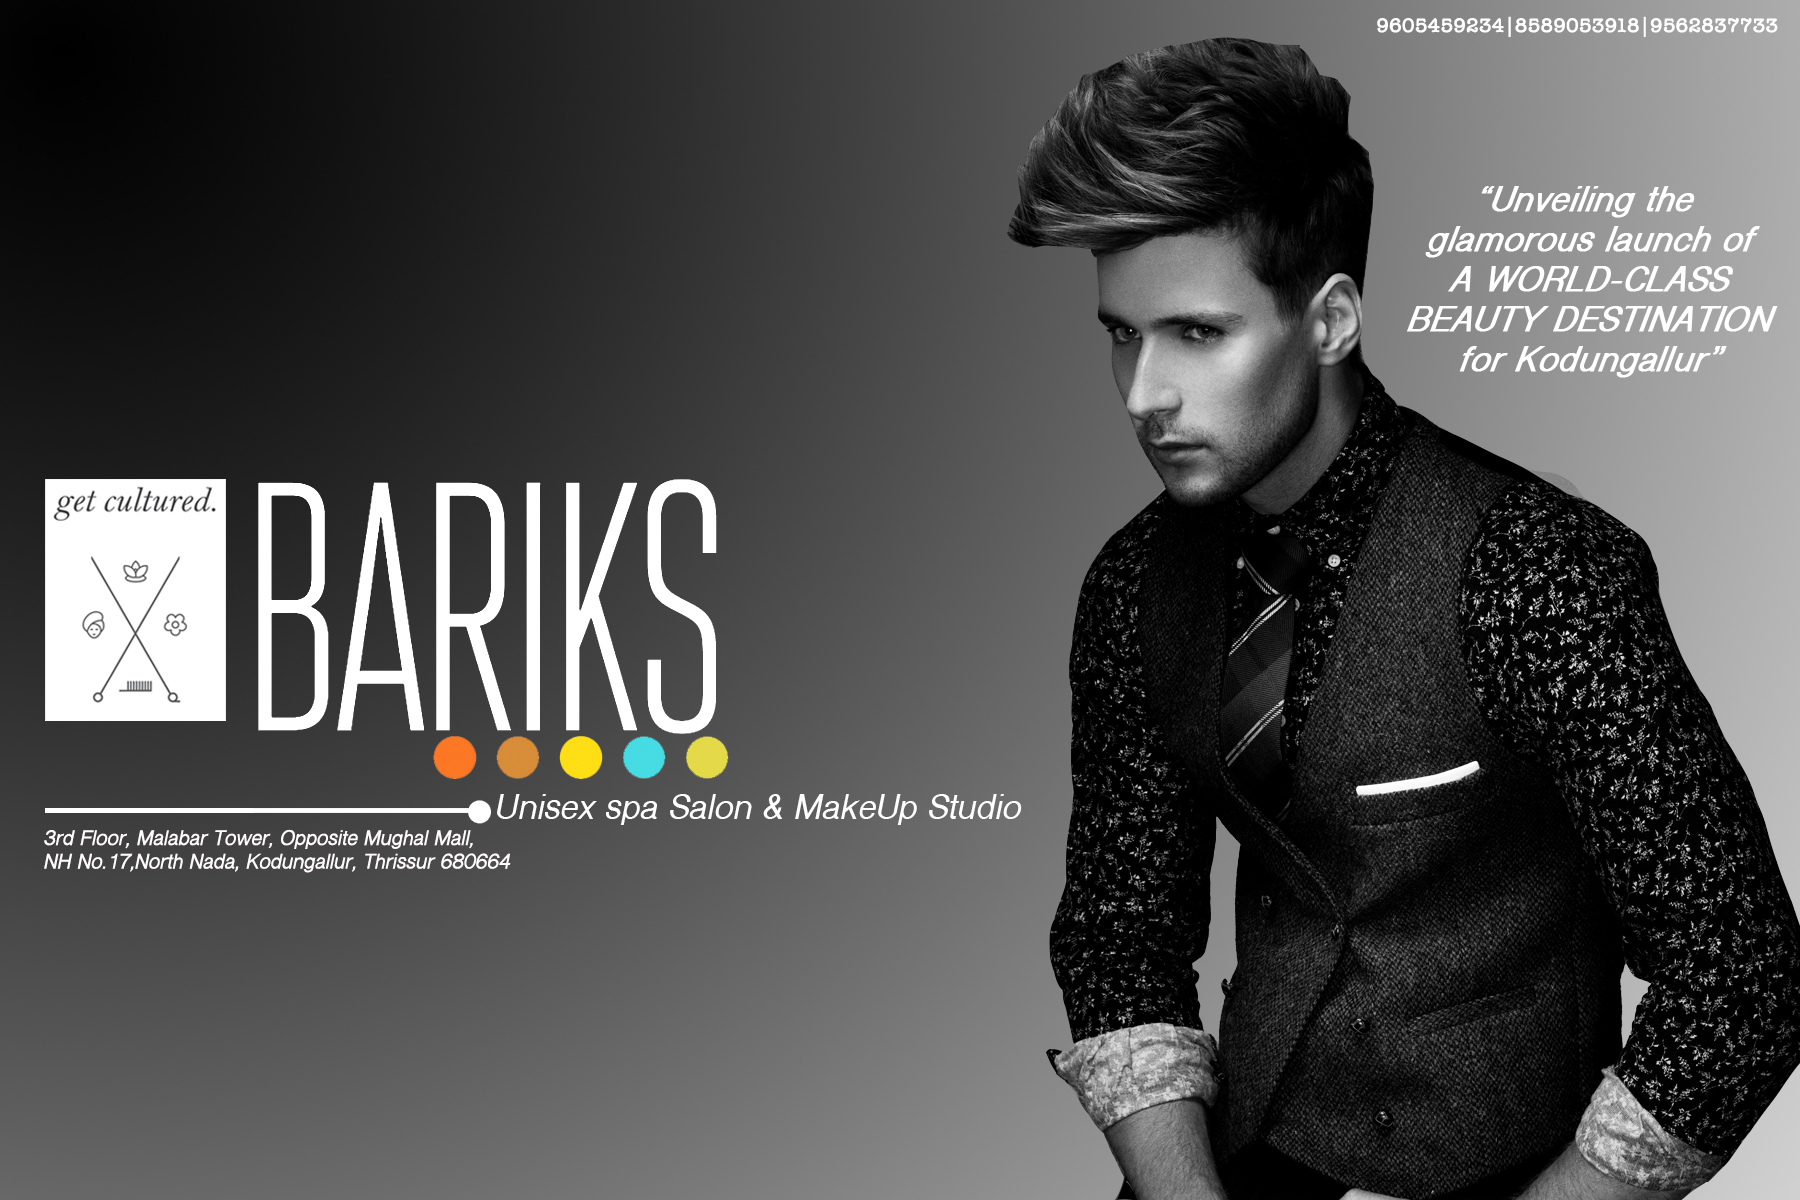 9605459234|8589053918|9562837733
“Unveiling the
glamorous launch of
A WORLD-CLASS
BEAUTY DESTINATION
for Kodungallur”
get cultured.
BARIKS
Unisex spa Salon & MakeUp Studio
3rd Floor, Malabar Tower, Opposite Mughal Mall,
NH No.17,North Nada, Kodungallur, Thrissur 680664